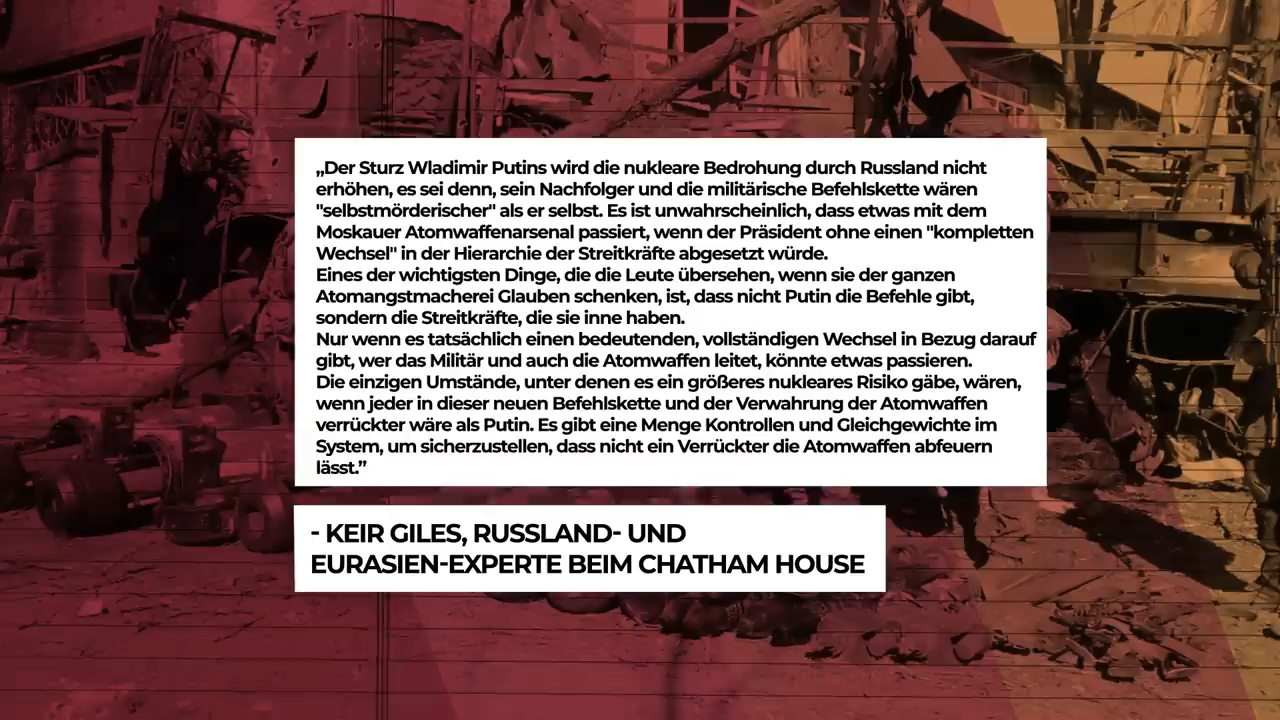 „Der Sturz Wladimir Putins wird die nukleare Bedrohung durch Russland nicht
erhöhen, es sei denn, sein Nachfolger und die militärische Befehlskette wären
"selbstmörderischer" als er selbst. Es ist unwahrscheinlich, dass etwas mit dem
Moskauer Atomwaffenarsenal passiert, wenn der Präsident ohne einen "kompletten
Wechsel" in der Hierarchie der Streitkräfte abgesetzt würde.
Eines der wichtigsten Dinge, die die Leute übersehen, wenn sie der ganzen
Atomangstmacherei Glauben schenken, ist, dass nicht Putin die Befehle gibt,
sondern die Streitkräfte, die sie inne haben.
Nur wenn es tatsächlich einen bedeutenden, vollständigen Wechsel in Bezug darauf
gibt, wer das Militär und auch die Atomwaffen leitet, könnte etwas passieren.
Die einzigen Umstände, unter denen es ein größeres nukleares Risiko gäbe, wären,
wenn jeder in dieser neuen Befehlskette und der Verwahrung der Atomwaffen
verrückter wäre als Putin. Es gibt eine Menge Kontrollen und Gleichgewichte im
System, um sicherzustellen, dass nicht ein Verrückter die Atomwaffen abfeuern
lässt.”
- KEIR GILES, RUSSLAND- UND
EURASIEN-EXPERTE BEIM CHATHAM HOUSE